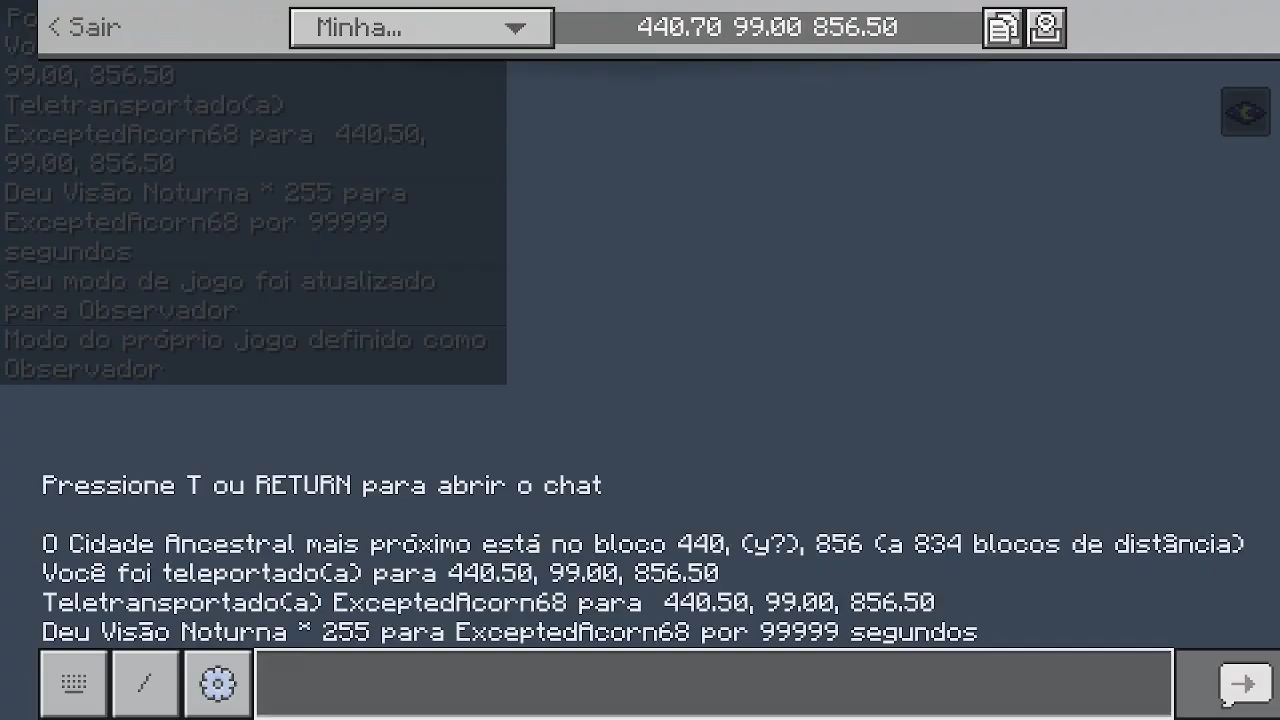 < Sair
Minha...
440.70 99.00 856.50
99.00, 856.50
Teletransportado(a)
ExceptedAcorn68 para  440.50,
99.00, 856.50
Deu Visão Noturna * 255 para
ExceptedAcorn68 por 99999
segundos
Seu modo de jogo foi atualizado
para Observador
Modo do próprio jogo definido como
Observador
Pressione T ou RETURN para abrir o chat
O Cidade Ancestral mais próximo está no bloco 440, (y?), 856 (a 834 blocos de distância)
Você foi teleportado(a) para 440.50, 99.00, 856.50
Teletransportado(a) ExceptedAcorn68 para  440.50, 99.00, 856.50
Deu Visão Noturna * 255 para ExceptedAcorn68 por 99999 segundos
/